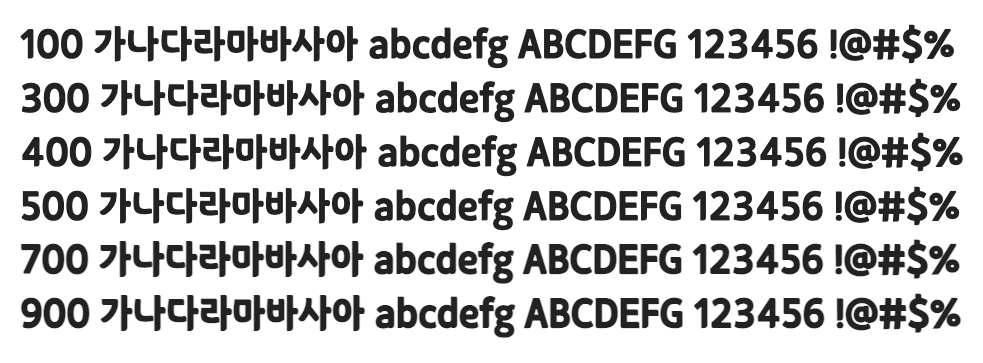 100 가나다라마바사아 abcdefg ABCDEFG 123456 !@#$%
300 가나다라마바사아 abcdefg ABCDEFG 123456 !@#$%
400 가나다라마바사아 abcdefg ABCDEFG 123456 !@#$%
500 가나다라마바사아 abcdefg ABCDEFG 123456 !@#$%
700 가나다라마바사아 abcdefg ABCDEFG 123456 !@#$%
900 가나다라마바사아 abcdefg ABCDEFG 123456 !@#$%